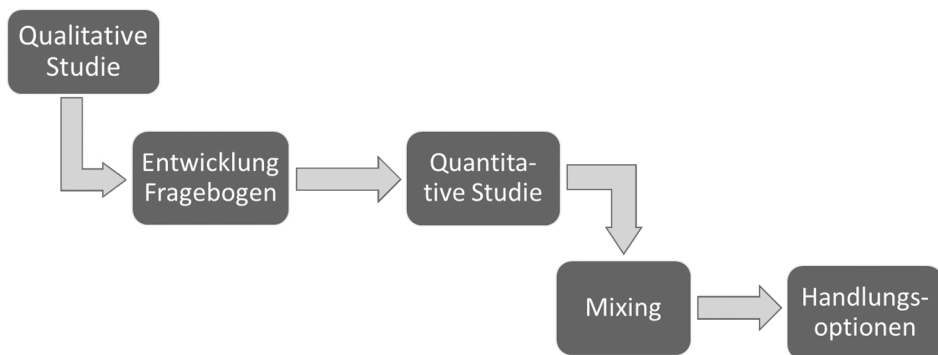 Qualitative
Studie
Entwicklung
Fragebogen
Quantita-
tive Studie
Mixing
Handlungs-
optionen